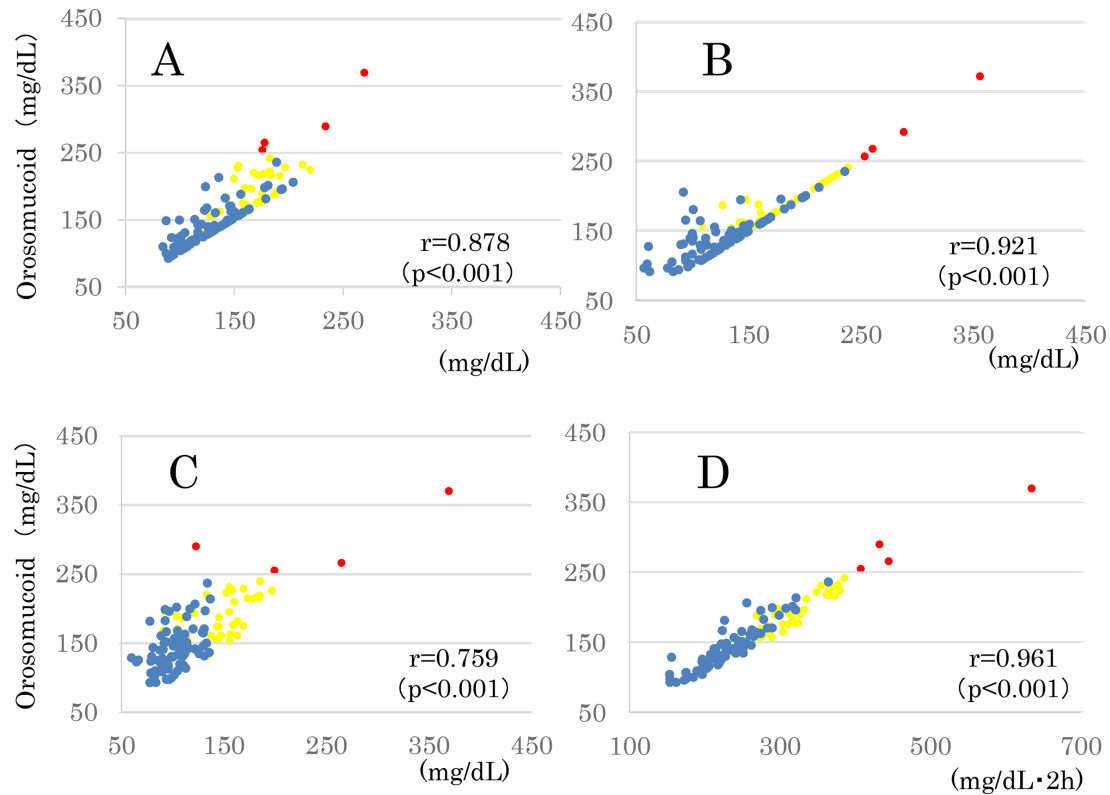 A
B
450
350
250
150
50
Orosomucoid (mg/dL)
r=0.878
(p<0.001)
50 150 250 350 450
(mg/dL)
450
350
250
150
50
r=0.921
(p<0.001)
50 150 250 350 450
(mg/dL)
C
D
450
350
250
150
50
Orosomucoid (mg/dL)
r=0.759
(p<0.001)
50 150 250 350 450
(mg/dL)
450
350
250
150
50
r=0.961
(p<0.001)
100 300 500 700
(mg/dL・2h)